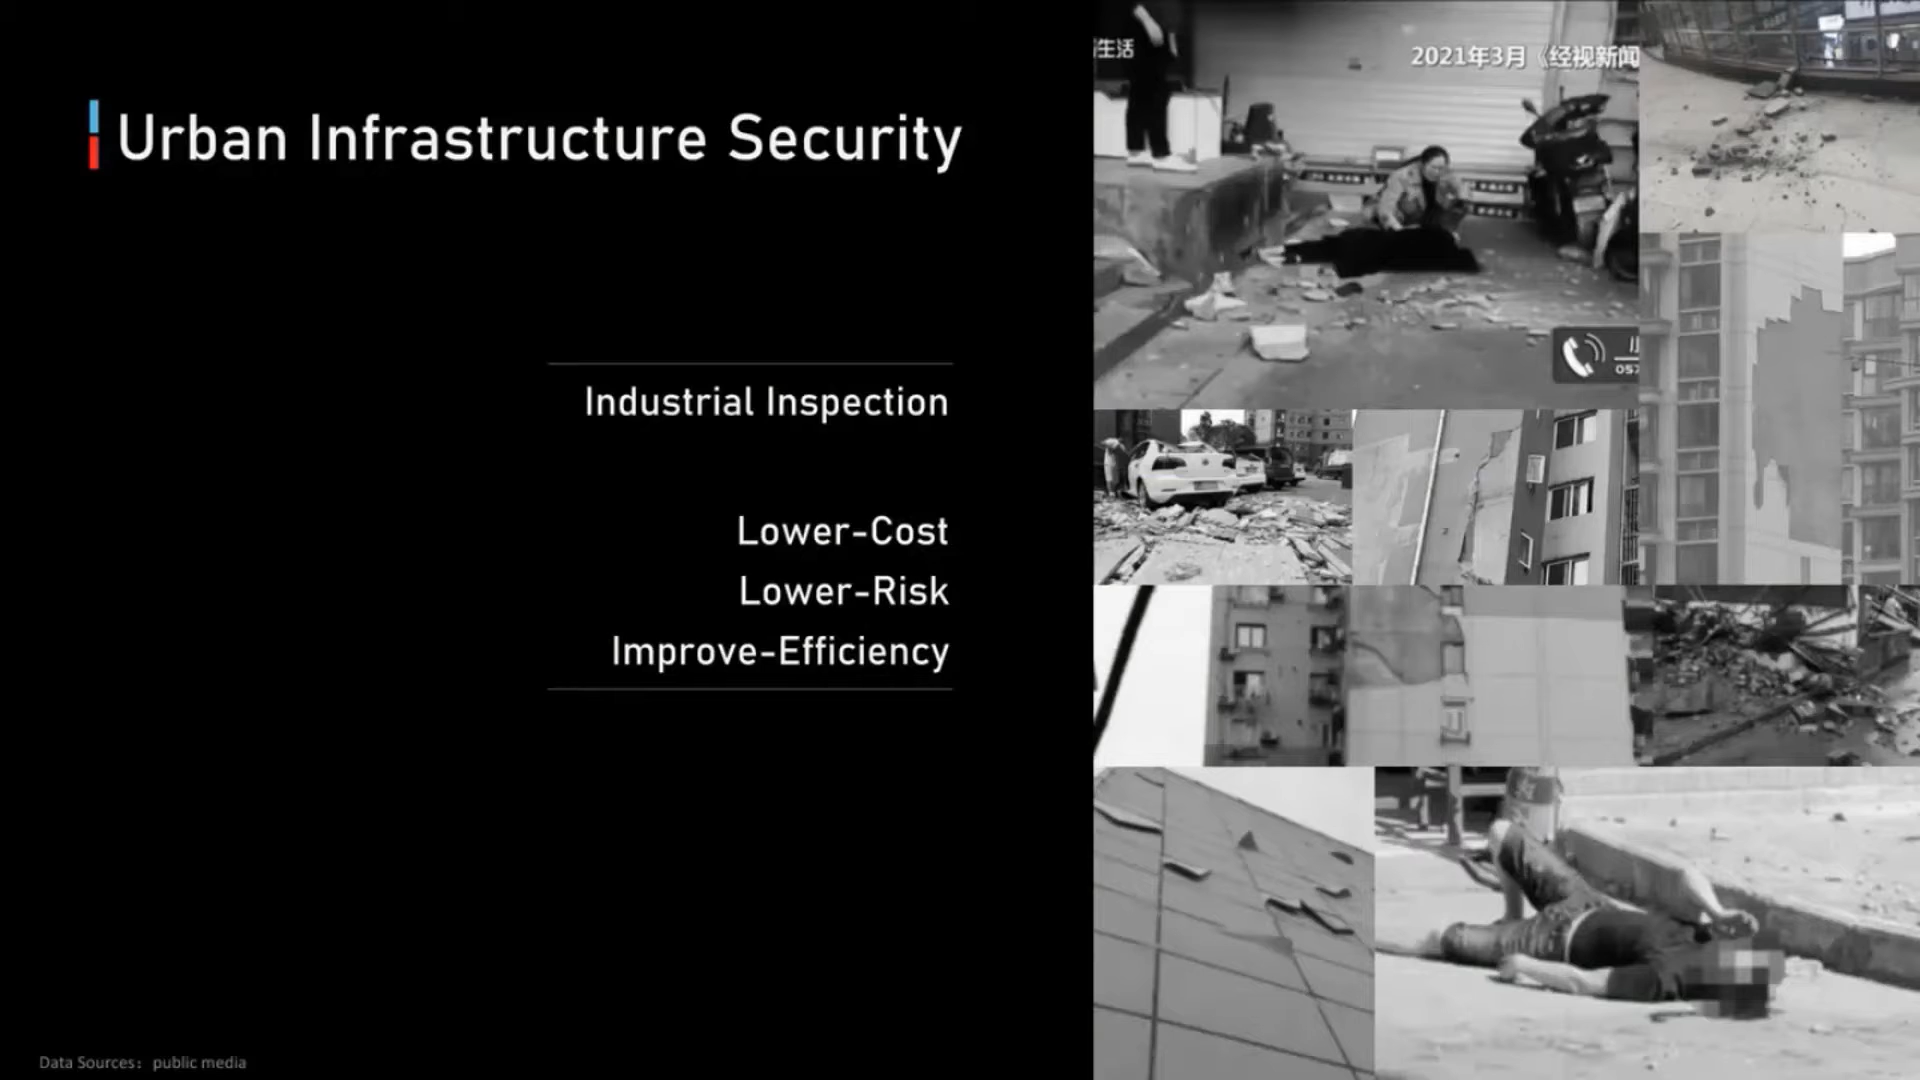 Urban Infrastructure Security
Industrial Inspection
Lower-Cost
Lower-Risk
Improve-Efficiency
Data Sources: public media
生活
2021年3月《经视新闻
057